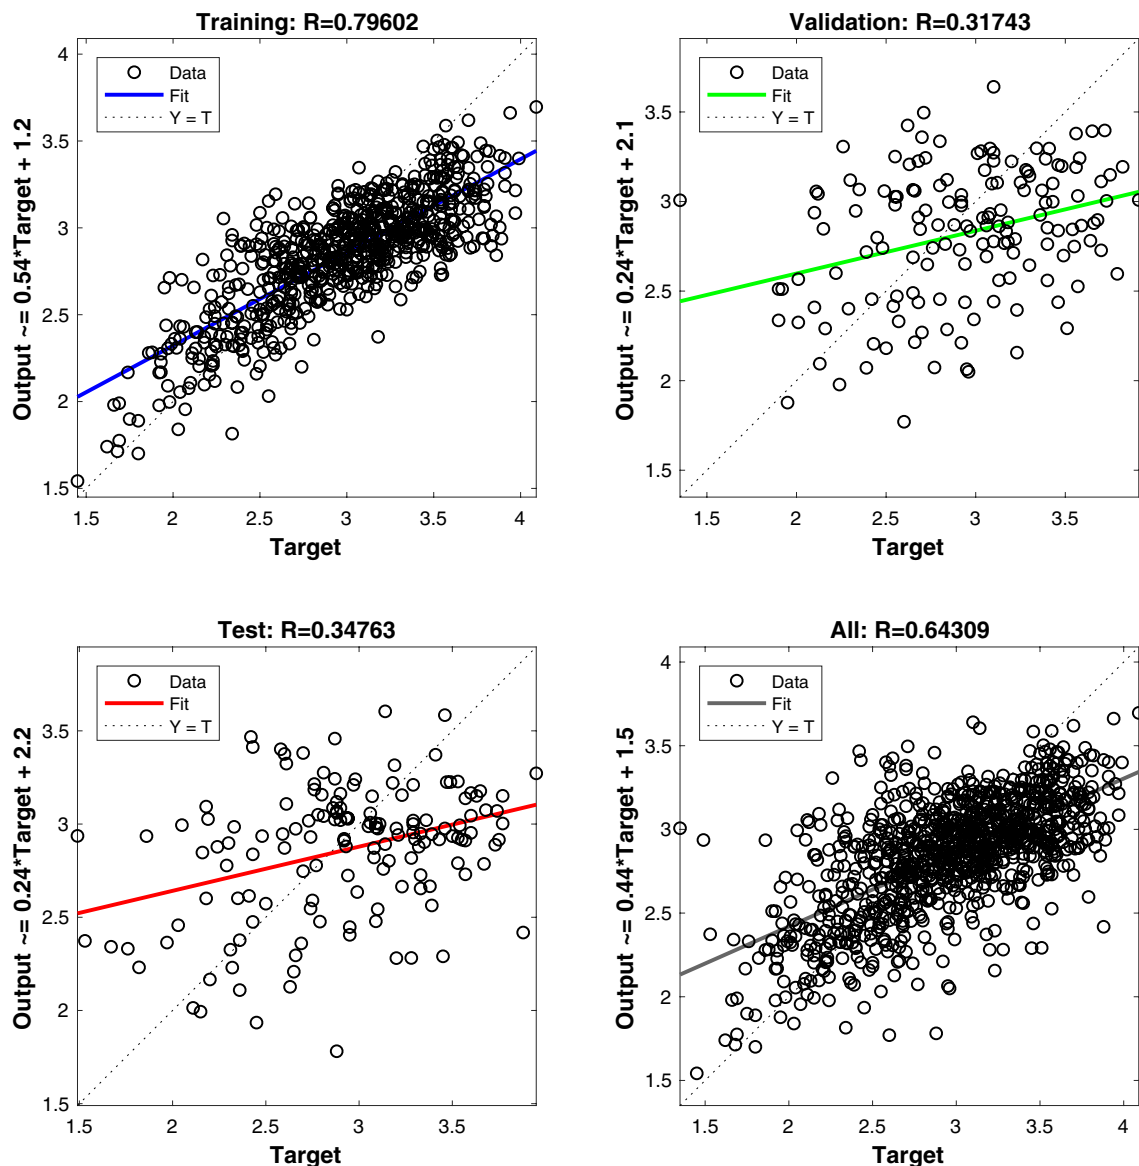 Training: R=0.79602
Output ~= 0.54*Target + 1.2
4
3.5
3
2.5
2
1.5
Data
Fit
Y = T
1.5 2 2.5 3 3.5 4
Target
Validation: R=0.31743
Output ~= 0.24*Target + 2.1
3.5
3
2.5
2
1.5
Data
Fit
Y = T
1.5 2 2.5 3 3.5
Target
Test: R=0.34763
Output ~= 0.24*Target + 2.2
3.5
3
2.5
2
1.5
Data
Fit
Y = T
1.5 2 2.5 3 3.5
Target
All: R=0.64309
Output ~= 0.44*Target + 1.5
4
3.5
3
2.5
2
1.5
Data
Fit
Y = T
1.5 2 2.5 3 3.5 4
Target